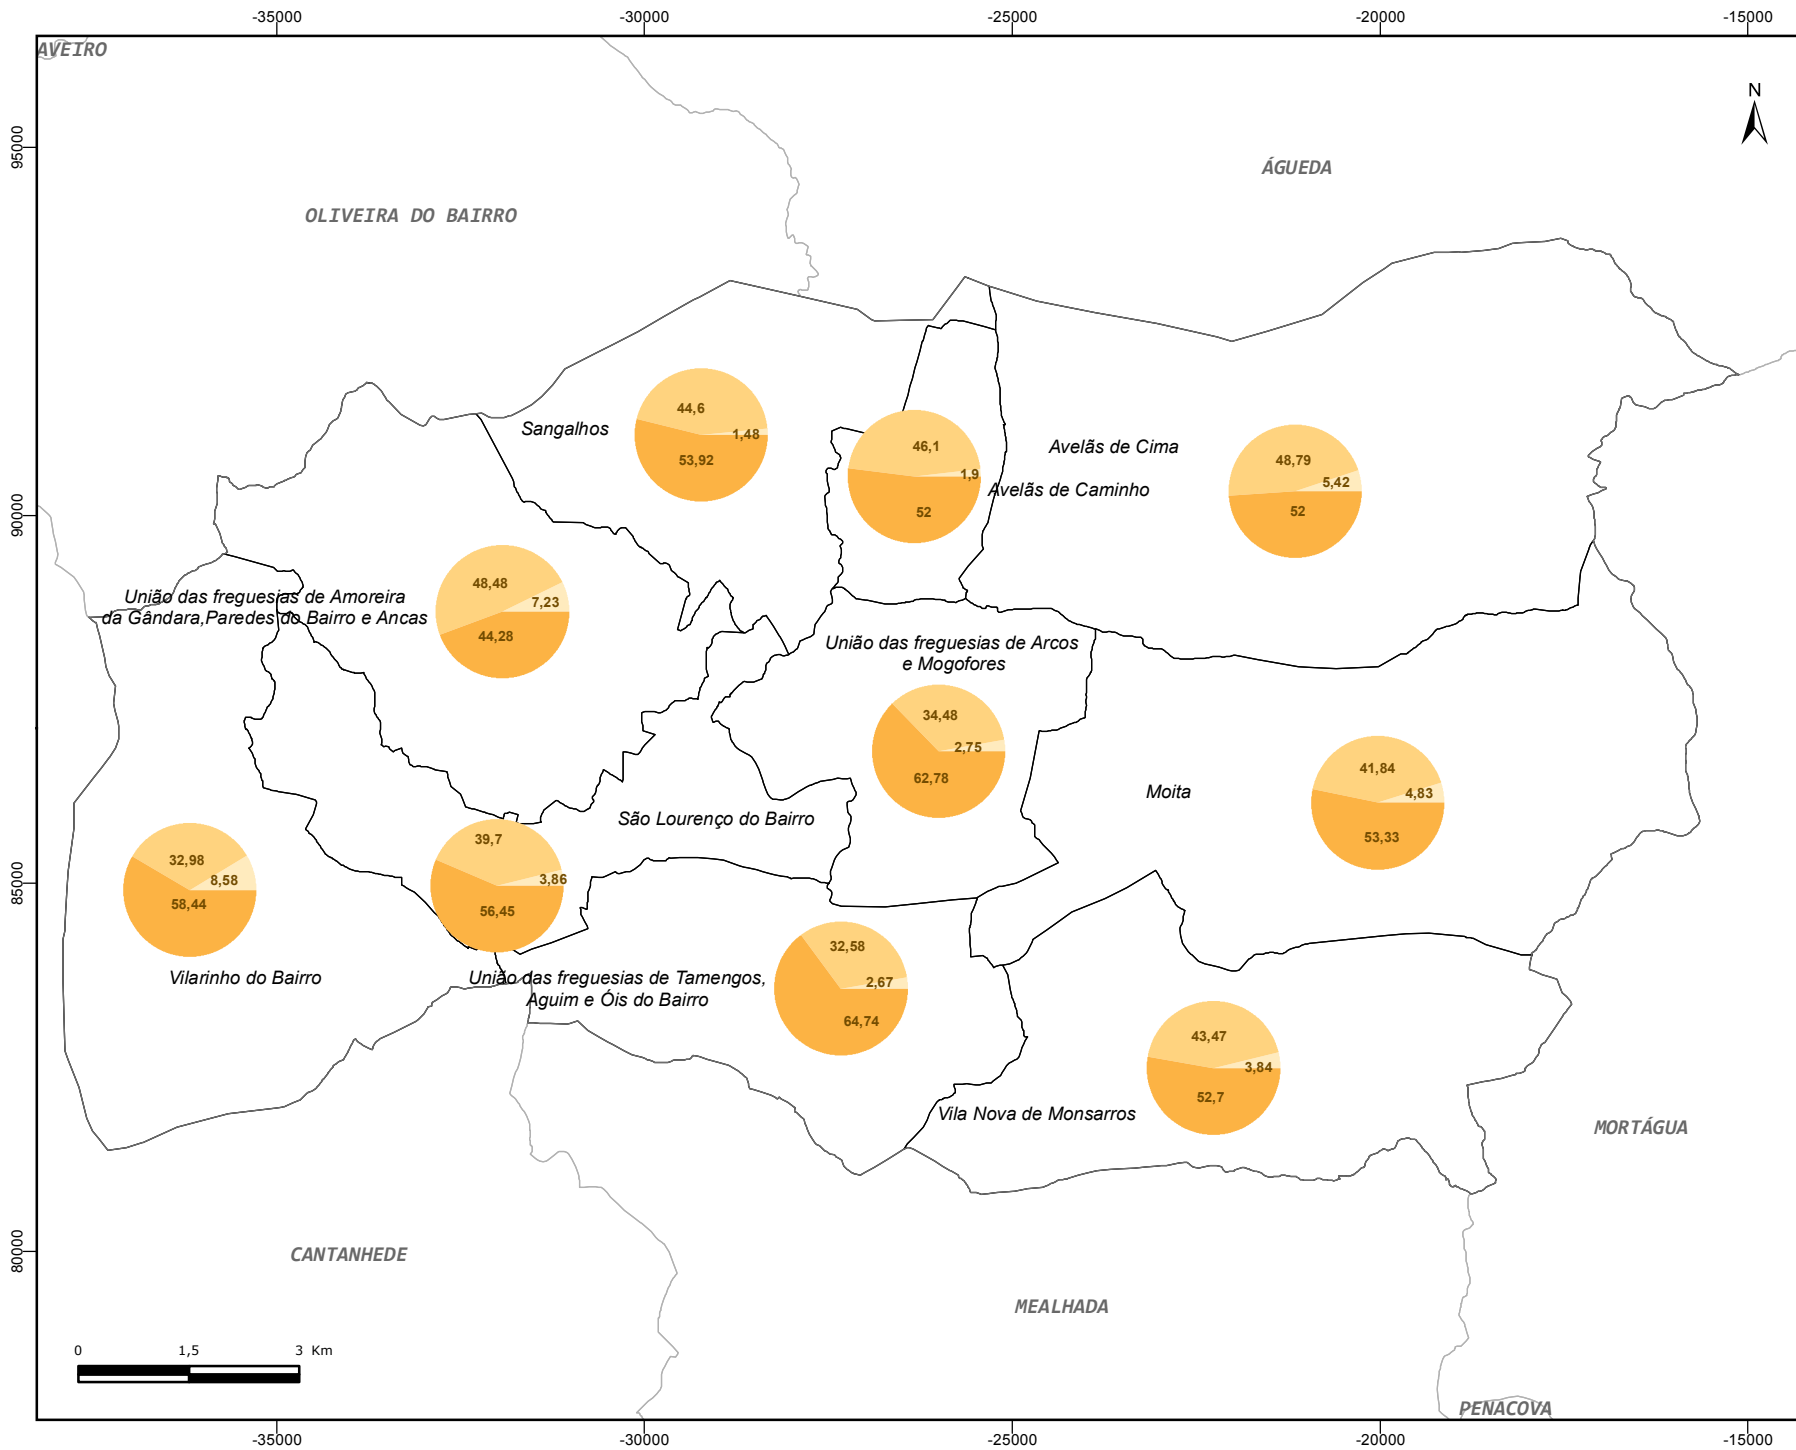 -35000
-30000
-25000
-20000
-15000
AVEIRO
N
95000
ÁGUEDA
OLIVEIRA DO BAIRRO
44,6
Sangalhos
1,48
53,92
46,1
1,9
52
Avelãs de Cima
Avelãs de Caminho
48,79
5,42
52
90000
48,48
7,23
44,28
União das freguesias de Amoreira
da Gândara,Paredes do Bairro e Ancas
União das freguesias de Arcos
e Mogofores
34,48
2,75
62,78
41,84
Moita
4,83
53,33
São Lourenço do Bairro
39,7
3,86
56,45
32,98
8,58
58,44
85000
Vilarinho do Bairro
União das freguesias de Tamengos,
Aguim e Óis do Bairro
32,58
2,67
64,74
43,47
3,84
52,7
Vila Nova de Monsarros
MORTÁGUA
80000
CANTANHEDE
MEALHADA
0 1,5 3 Km
PENACOVA
-35000
-30000
-25000
-20000
-15000